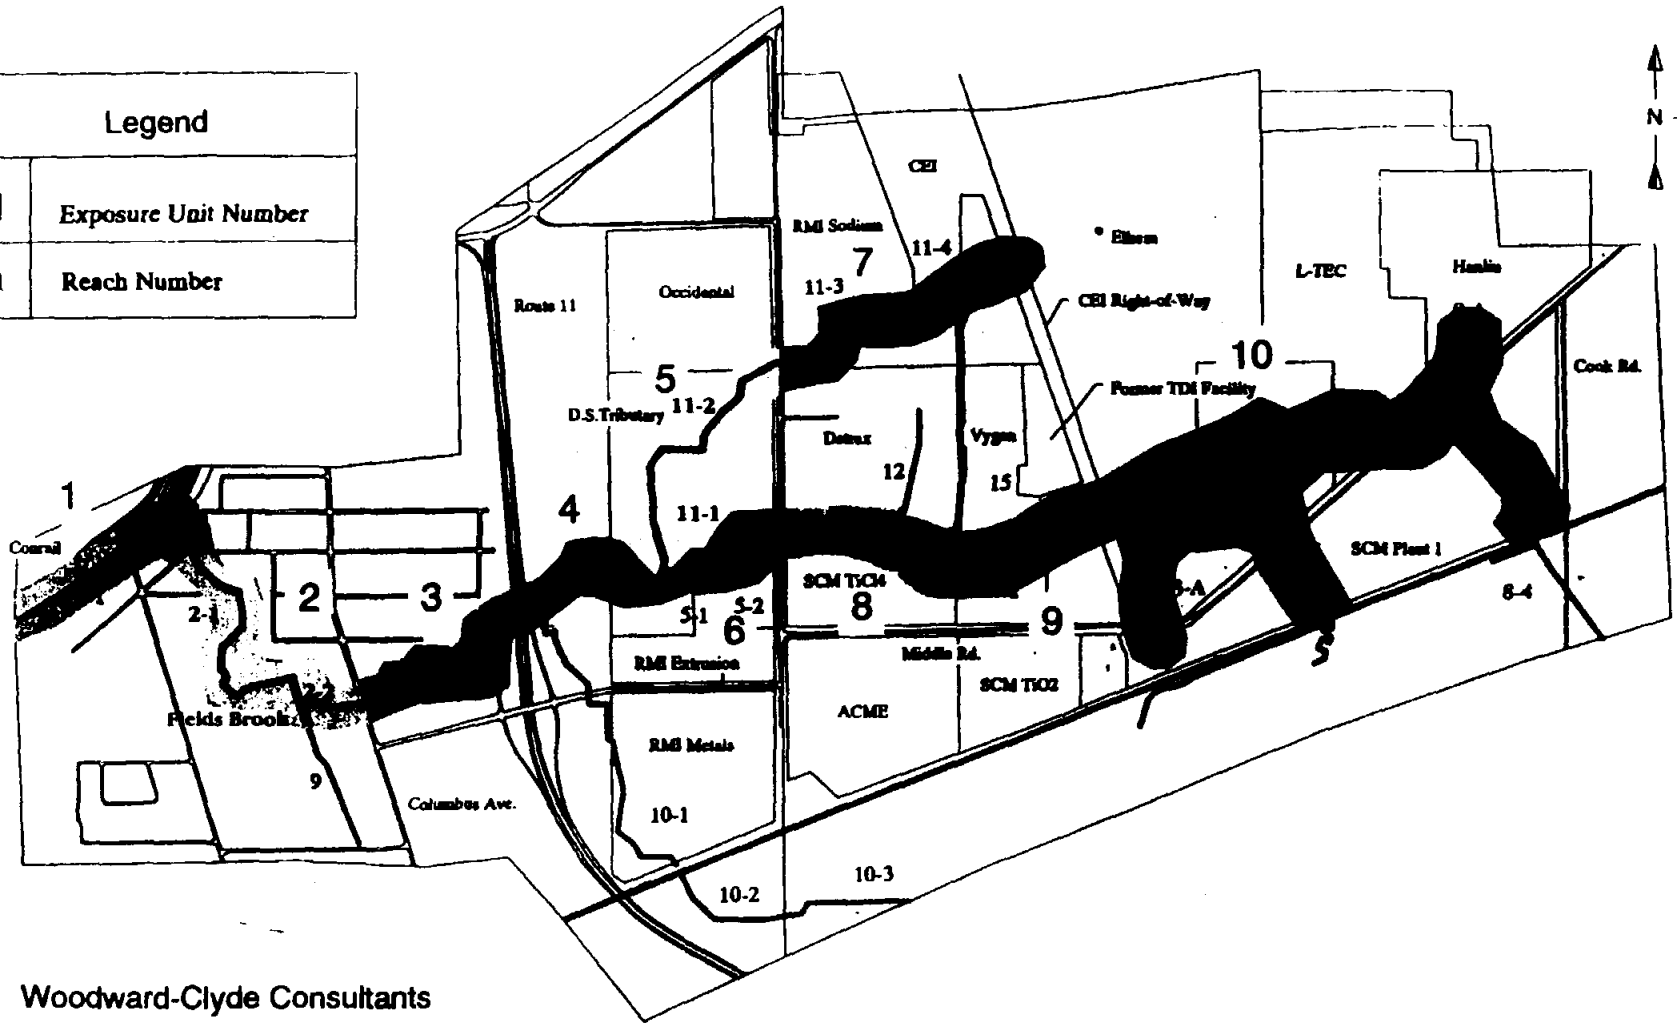 Legend
Exposure Unit Number
Reach Number
N
CEI
RMI Sodium
7
11-4
Elkem
11-3
L-TEC
Hanlin
Route 11
Occidental
CEI Right-of-Way
5
10
Cook Rd.
D.S.Tributary
11-2
Former TDI Facility
Detrex
Vygen
12
15
1
4
11-1
Conrail
SCM Plant 1
2
3
SCM TiCl4
8-A
8-4
2-1
5-1
5-2
6
8
9
5
RMI Extrusion
Middle Rd.
SCM TiO2
2-2
Fields Brook
ACME
RMI Metals
9
Columbus Ave.
10-1
10-2
10-3
Woodward-Clyde Consultants